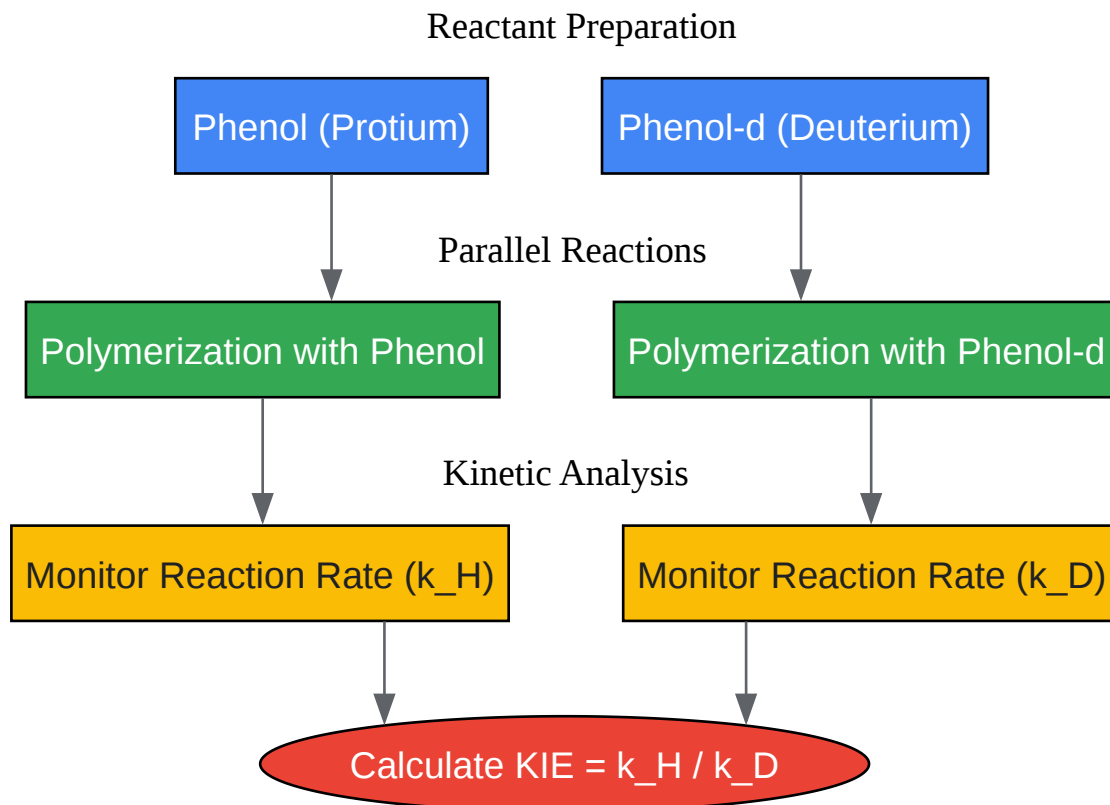 Reactant Preparation
Phenol (Protium)
Phenol-d (Deuterium)
Parallel Reactions
Polymerization with Phenol
Polymerization with Phenol-d
Kinetic Analysis
Monitor Reaction Rate (k_H)
Monitor Reaction Rate (k_D)
Calculate KIE = k_H / k_D